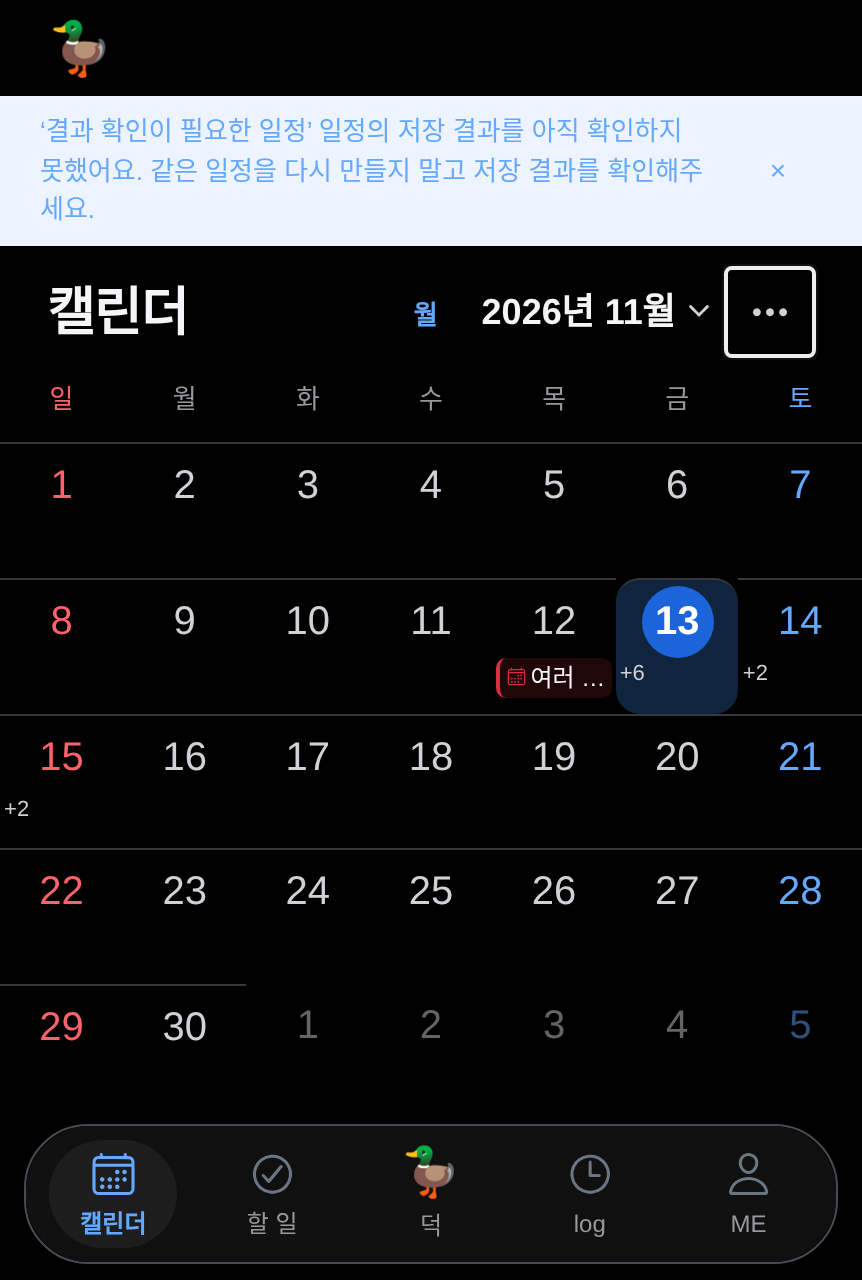 ‘결과 확인이 필요한 일정’ 일정의 저장 결과를 아직 확인하지
못했어요. 같은 일정을 다시 만들지 말고 저장 결과를 확인해주
세요.
×
캘린더 월 2026년 11월
일 월 화 수 목 금 토
1 2 3 4 5 6 7
8 9 10 11 12 13 14
여러 … +6 +2
15 16 17 18 19 20 21
+2
22 23 24 25 26 27 28
29 30 1 2 3 4 5
캘린더 할 일 덕 log ME